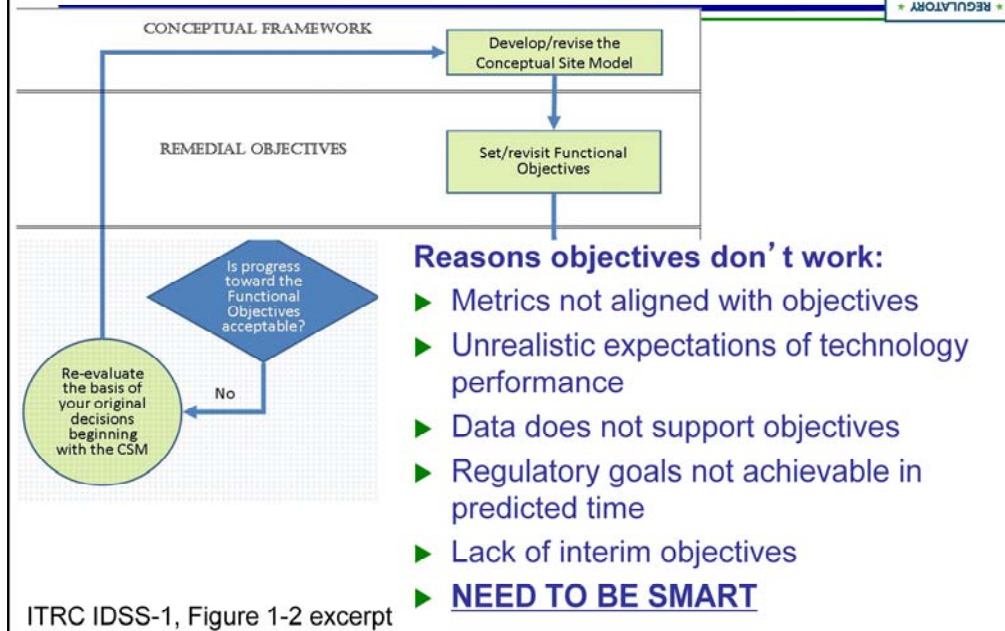 ★ REGULATORY ★
CONCEPTUAL FRAMEWORK
Develop/revise the
Conceptual Site Model
REMEDIAL OBJECTIVES
Set/revisit Functional
Objectives
Is progress
toward the
Functional
Objectives
acceptable?
No
Re-evaluate
the basis of
your original
decisions
beginning
with the CSM
Reasons objectives don’t work:
► Metrics not aligned with objectives
► Unrealistic expectations of technology
performance
► Data does not support objectives
► Regulatory goals not achievable in
predicted time
► Lack of interim objectives
► NEED TO BE SMART
ITRC IDSS-1, Figure 1-2 excerpt